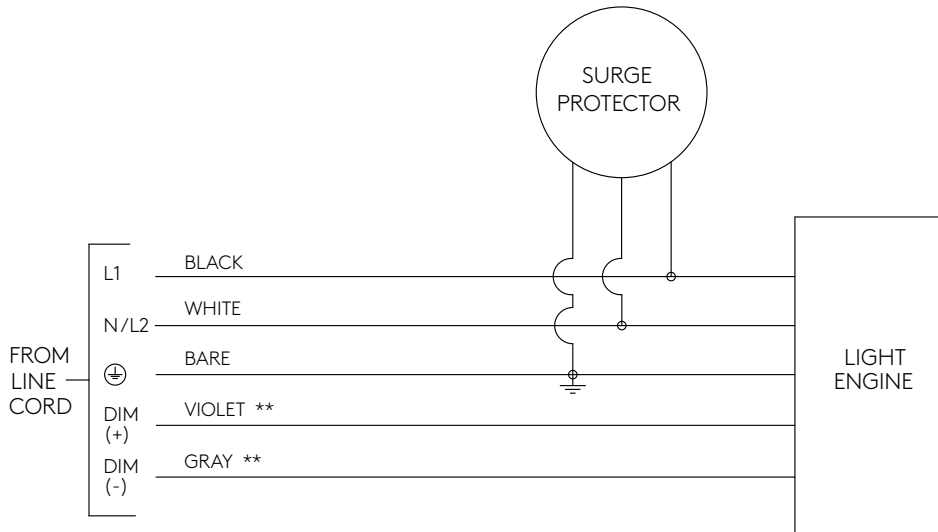 SURGE
PROTECTOR
L1
BLACK
N/L2
WHITE
BARE
FROM
LINE
CORD
LIGHT
ENGINE
DIM
(+)
VIOLET **
DIM
(-)
GRAY **